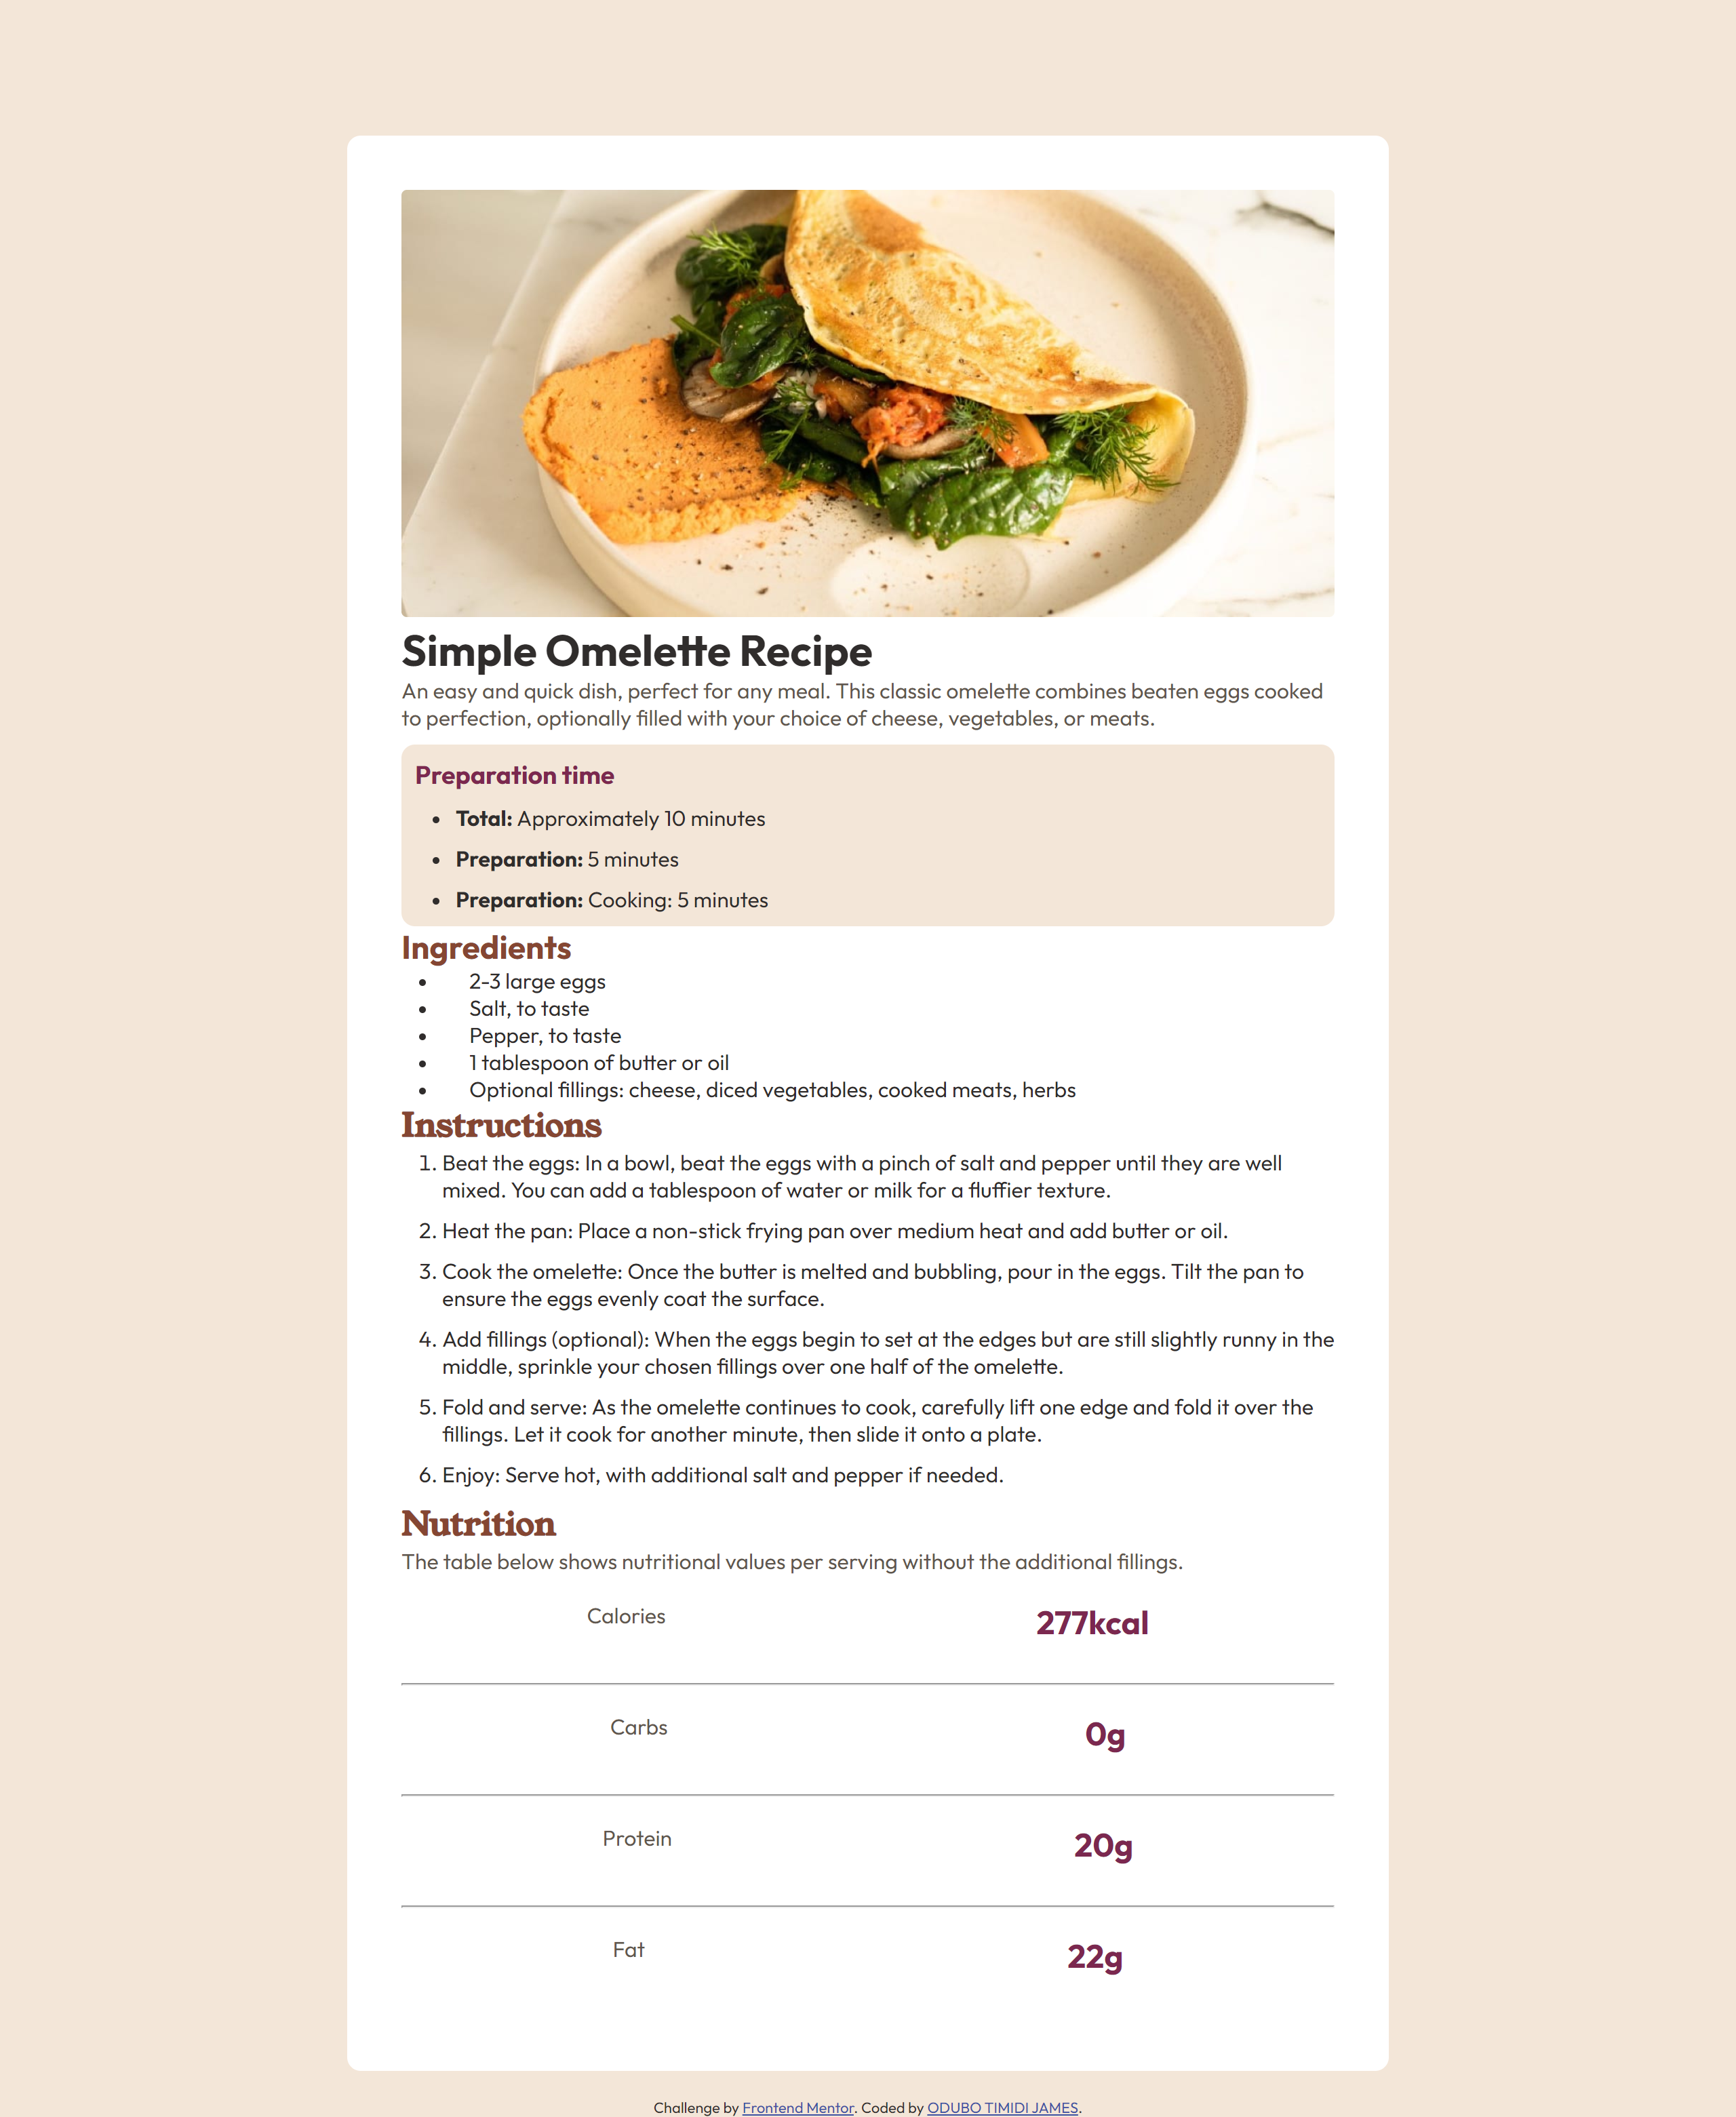 Simple Omelette Recipe
An easy and quick dish, perfect for any meal. This classic omelette combines beaten eggs cooked
to perfection, optionally filled with your choice of cheese, vegetables, or meats.
Preparation time
• Total: Approximately 10 minutes
• Preparation: 5 minutes
• Preparation: Cooking: 5 minutes
Ingredients
• 2-3 large eggs
• Salt, to taste
• Pepper, to taste
• 1 tablespoon of butter or oil
• Optional fillings: cheese, diced vegetables, cooked meats, herbs
Instructions
1. Beat the eggs: In a bowl, beat the eggs with a pinch of salt and pepper until they are well
mixed. You can add a tablespoon of water or milk for a fluffier texture.
2. Heat the pan: Place a non-stick frying pan over medium heat and add butter or oil.
3. Cook the omelette: Once the butter is melted and bubbling, pour in the eggs. Tilt the pan to
ensure the eggs evenly coat the surface.
4. Add fillings (optional): When the eggs begin to set at the edges but are still slightly runny in the
middle, sprinkle your chosen fillings over one half of the omelette.
5. Fold and serve: As the omelette continues to cook, carefully lift one edge and fold it over the
fillings. Let it cook for another minute, then slide it onto a plate.
6. Enjoy: Serve hot, with additional salt and pepper if needed.
Nutrition
The table below shows nutritional values per serving without the additional fillings.
Calories 277kcal
Carbs 0g
Protein 20g
Fat 22g
Challenge by Frontend Mentor. Coded by ODUBO TIMIDI JAMES.